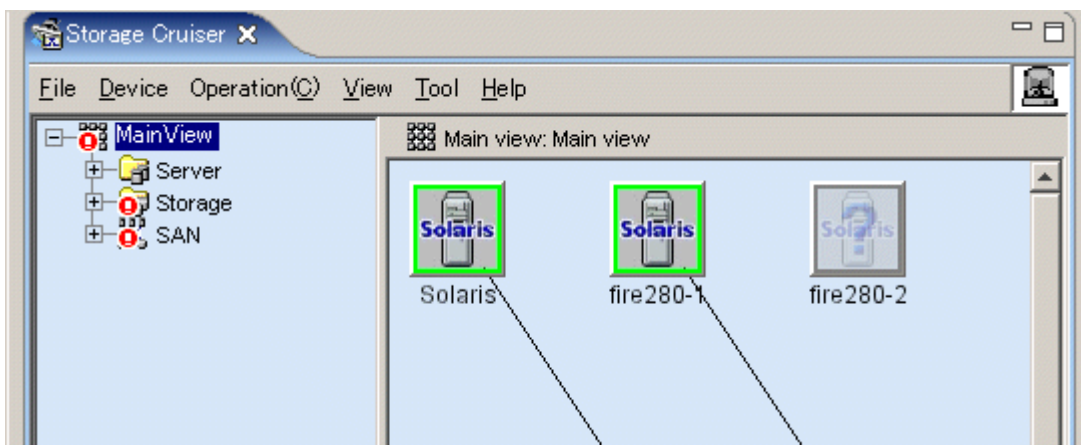 Storage Cruiser
File Device Operation(C) View Tool Help
MainView
Server
Storage
SAN
Main view: Main view
Solaris
Solaris
Solaris
Solaris
fire280-1
fire280-2